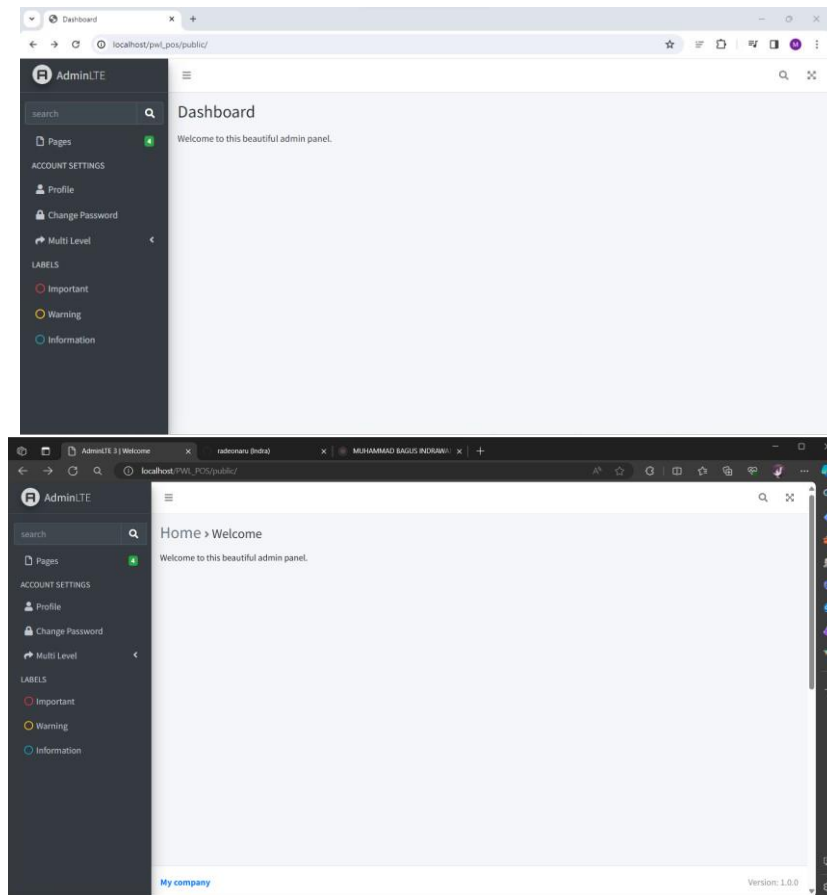 Dashboard
localhost/pwl_pos/public/
M
AdminLTE
search
Dashboard
Pages
4
Welcome to this beautiful admin panel.
ACCOUNT SETTINGS
Profile
Change Password
Multi Level
LABELS
Important
Warning
Information
AdminLTE 3 | Welcome
radeonaru (Indra)
MUHAMMAD BAGUS INDRAWA
localhost/PWL_POS/public/
AdminLTE
search
Home › Welcome
Pages
4
Welcome to this beautiful admin panel.
ACCOUNT SETTINGS
Profile
Change Password
Multi Level
LABELS
Important
Warning
Information
My company
Version: 1.0.0